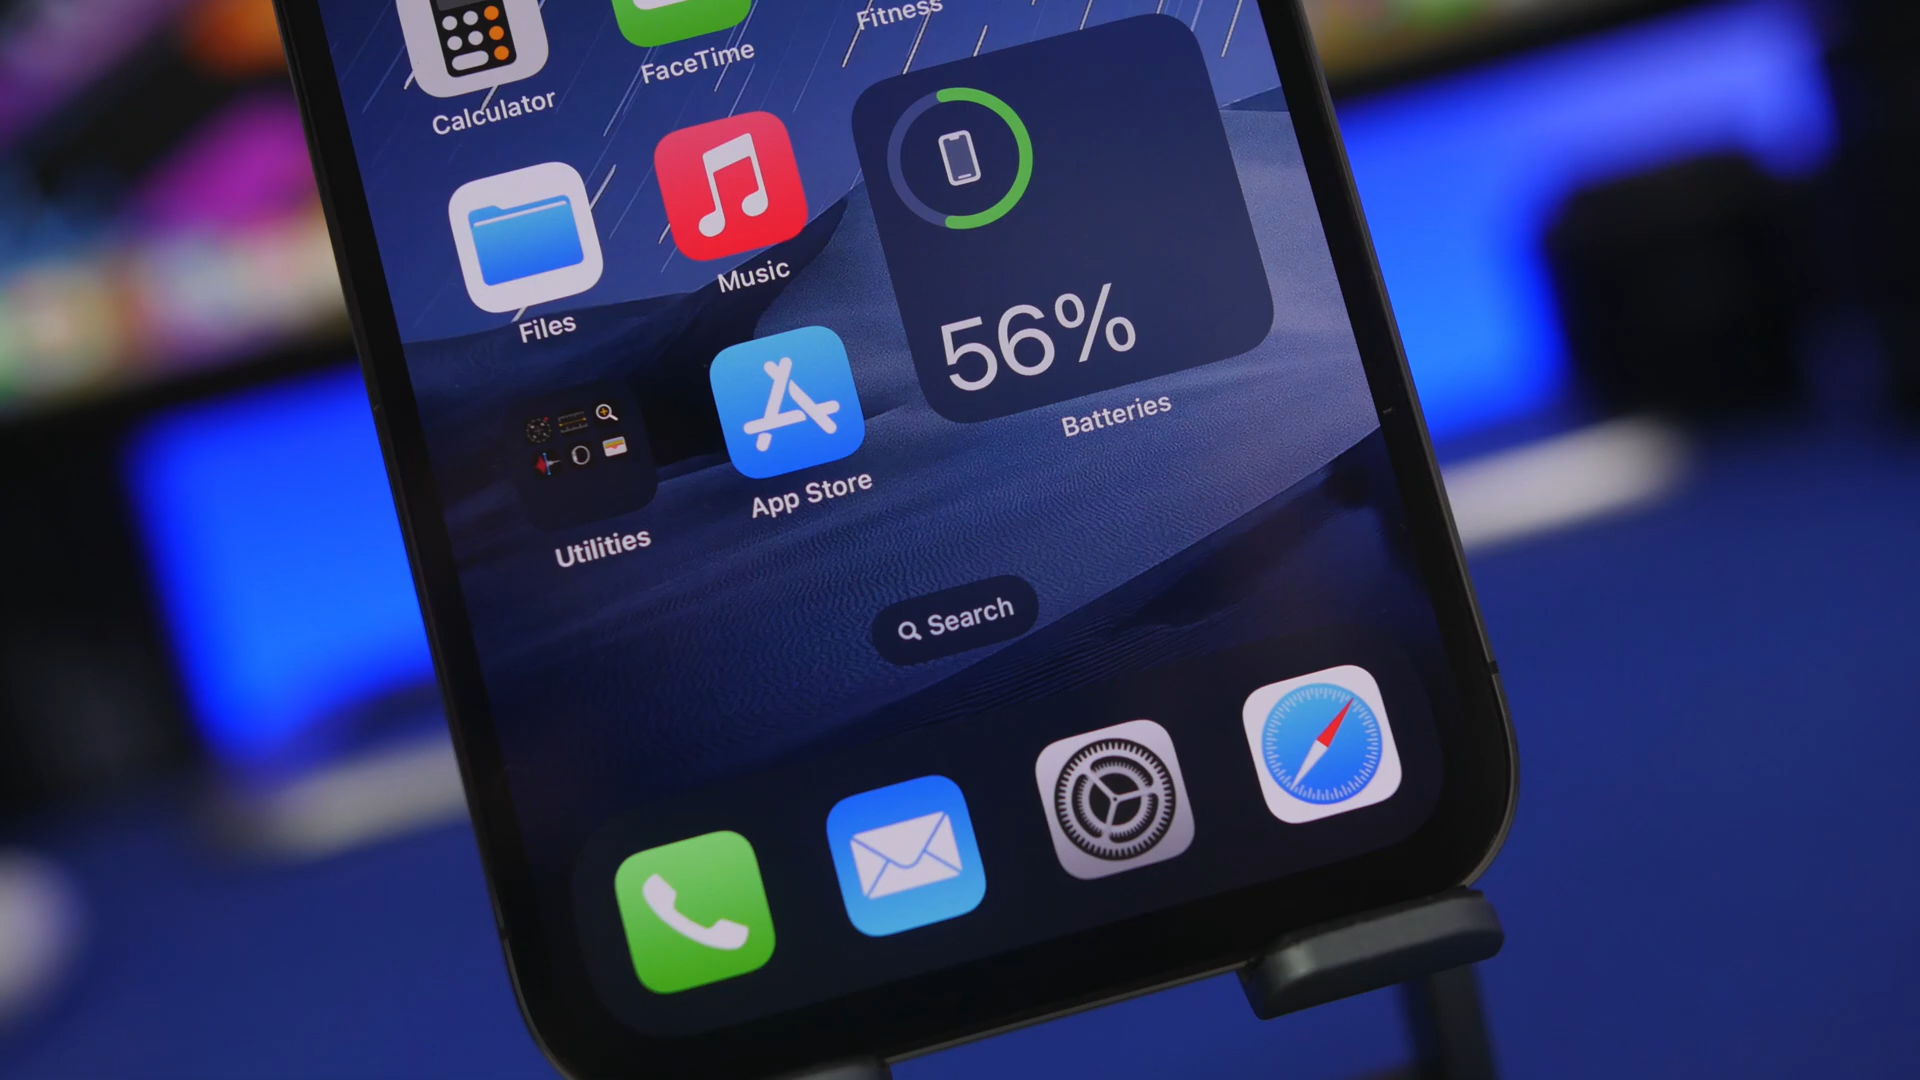 Fitness
FaceTime
Calculator
Music
Files
56%
Batteries
App Store
Utilities
Search